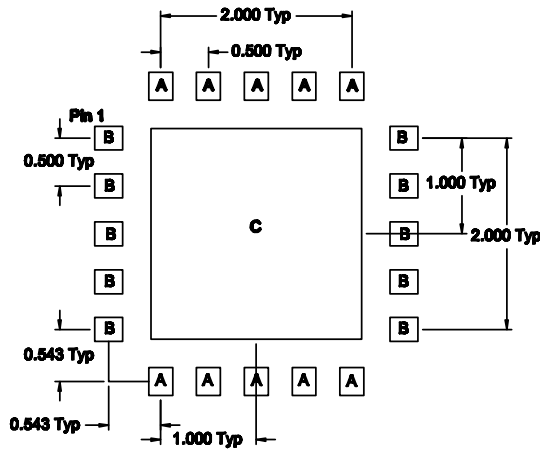 2.000 Typ
0.500 Typ
A A A A A
Pin 1
B B
0.500 Typ
1.000 Typ
B B
C
B B
2.000 Typ
B B
B B
0.543 Typ
A A A A A
0.543 Typ
1.000 Typ